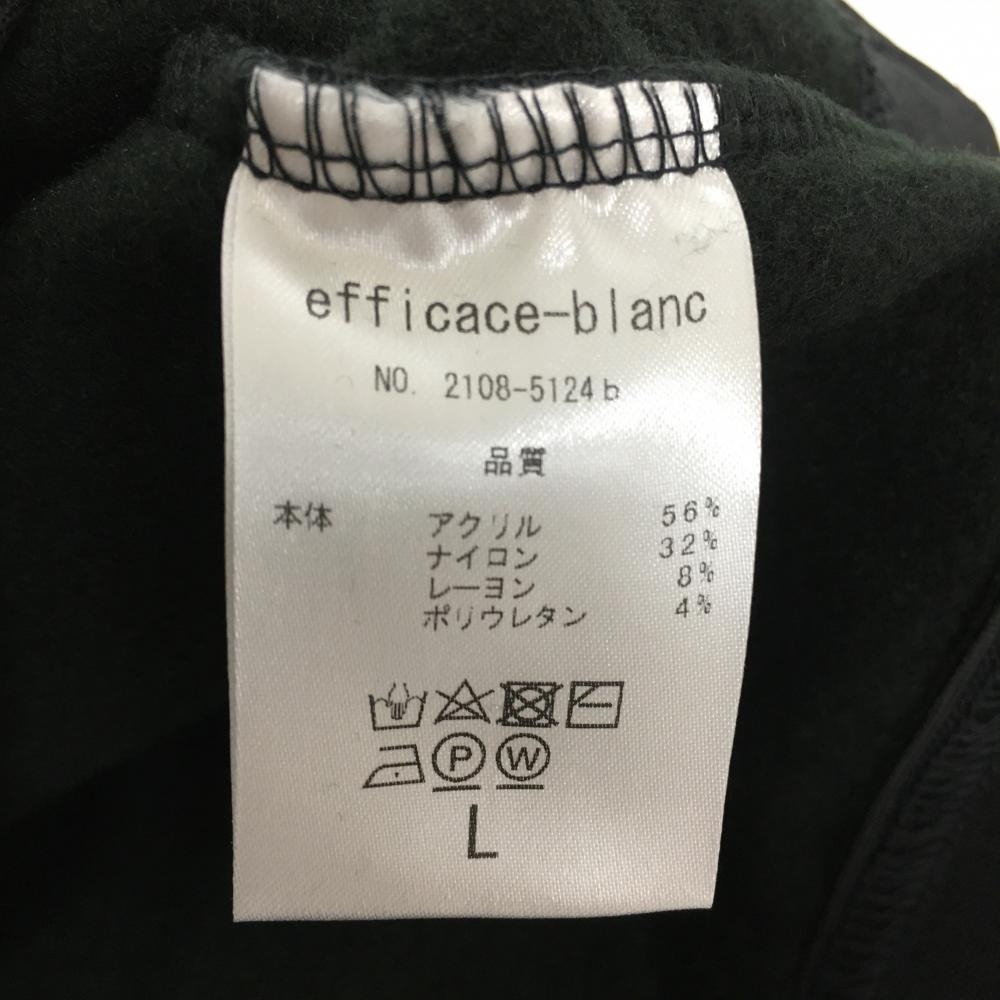 efficace-blanc
NO. 2108-5124b
品質
本体 アクリル 56%
ナイロン 32%
レーヨン 8%
ポリウレタン 4%
P W
L